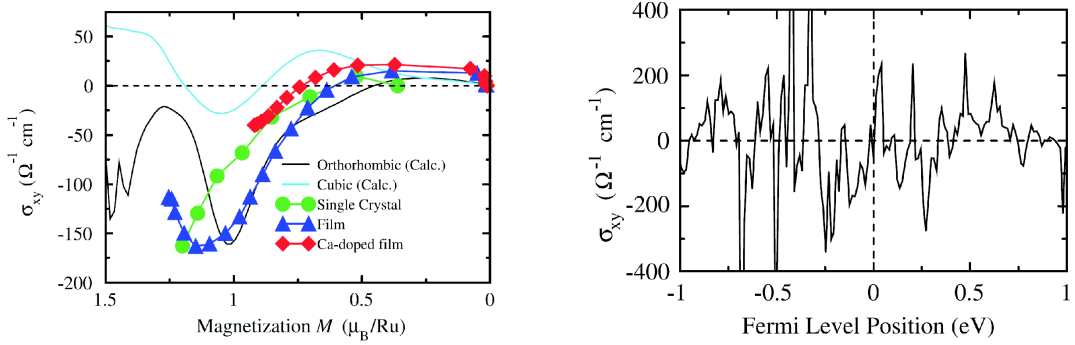 50
0
-50
-100
-150
-200
σxy (Ω⁻¹ cm⁻¹)
Orthorhombic (Calc.)
Cubic (Calc.)
Single Crystal
Film
Ca-doped film
1.5 1 0.5 0
Magnetization M (μB/Ru)
400
200
0
-200
-400
σxy (Ω⁻¹ cm⁻¹)
-1 -0.5 0 0.5 1
Fermi Level Position (eV)